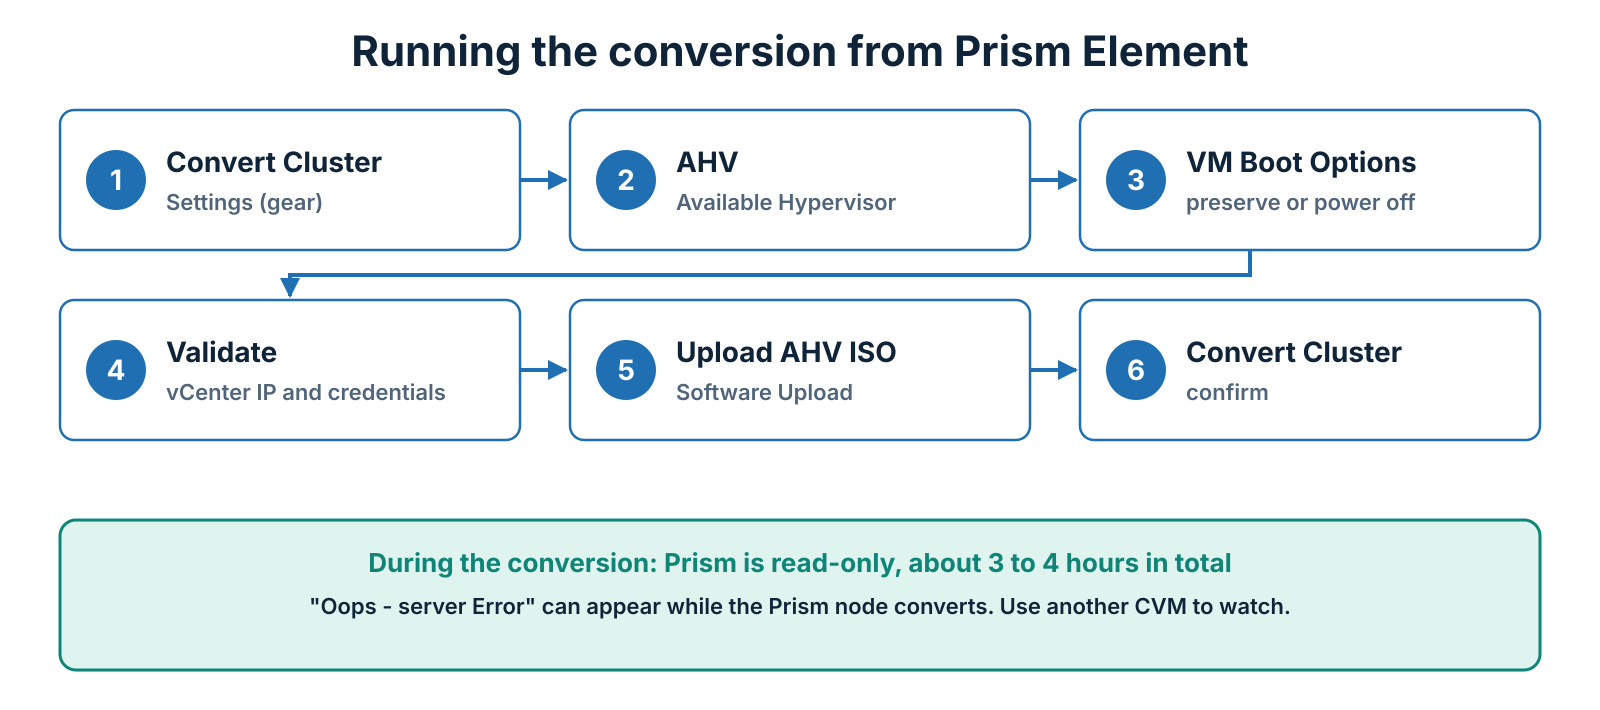 Running the conversion from Prism Element
1
Convert Cluster
Settings (gear)
2
AHV
Available Hypervisor
3
VM Boot Options
preserve or power off
4
Validate
vCenter IP and credentials
5
Upload AHV ISO
Software Upload
6
Convert Cluster
confirm
During the conversion: Prism is read-only, about 3 to 4 hours in total
"Oops - server Error" can appear while the Prism node converts. Use another CVM to watch.